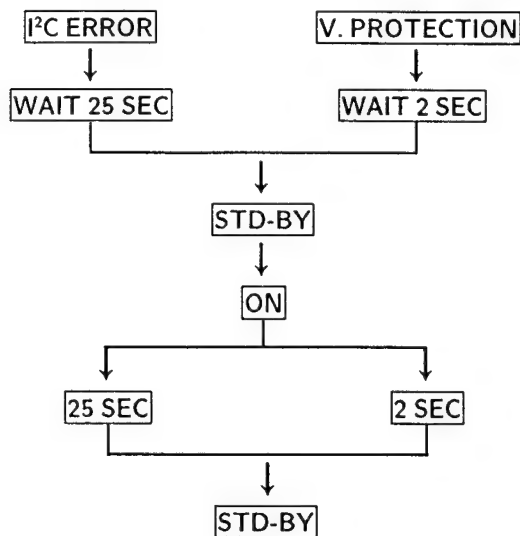 I²C ERROR
V. PROTECTION
WAIT 25 SEC
WAIT 2 SEC
STD-BY
ON
25 SEC
2 SEC
STD-BY